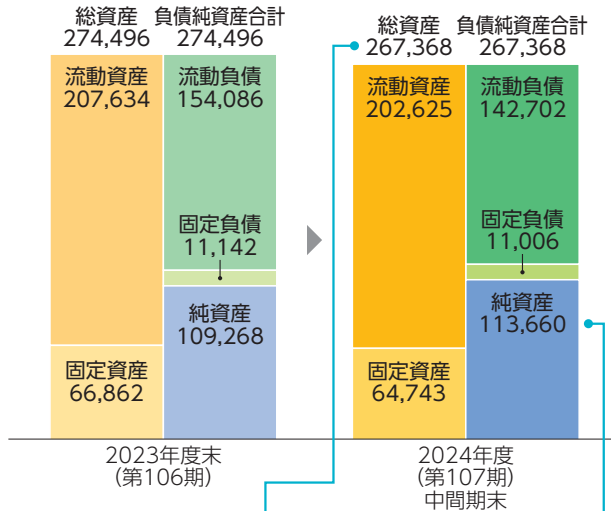 総資産
274,496
負債純資産合計
274,496
流動資産
207,634
流動負債
154,086
固定負債
11,142
純資産
109,268
固定資産
66,862
2023年度末
(第106期)
総資産
267,368
負債純資産合計
267,368
流動資産
202,625
流動負債
142,702
固定負債
11,006
純資産
113,660
固定資産
64,743
2024年度
(第107期)
中間期末